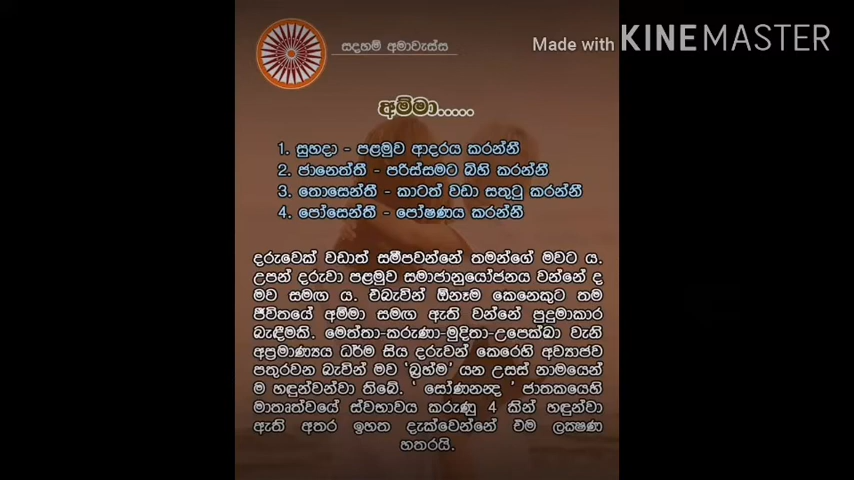 සදහම් අමාවැස්ස
Made with KINEMASTER
අම්මා.....
1. සුහදා - පළමුව ආදරය කරන්නී
2. ජානෙත්තී - පරිස්සමට බිහි කරන්නී
3. තොසෙන්තී - කාටත් වඩා සතුටු කරන්නී
4. පෝසෙන්තී - පෝෂණය කරන්නී
දරුවෙක් වඩාත් සමීපවන්නේ තමන්ගේ මවට ය.
උපන් දරුවා පළමුව සමාජානුයෝජනය වන්නේ ද
මව සමඟ ය. එබැවින් ඕනෑම කෙනෙකුට තම
ජීවිතයේ අම්මා සමඟ ඇති වන්නේ පුදුමාකාර
බැඳීමකි. මෙත්තා-කරුණා-මුදිතා-උපෙක්ඛා වැනි
අප්‍රමාණ්‍යය ධර්ම සිය දරුවන් කෙරෙහි අව්‍යාජව
පතුරවන බැවින් මව 'බ්‍රහ්ම' යන උසස් නාමයෙන්
ම හඳුන්වන්වා තිබේ. ' සෝණනන්‍ද ' ජාතකයෙහි
මාතෘත්වයේ ස්වභාවය කරුණු 4 කින් හඳුන්වා
ඇති අතර ඉහත දැක්වෙන්නේ එම ලක්‍ෂණ
හතරයි.